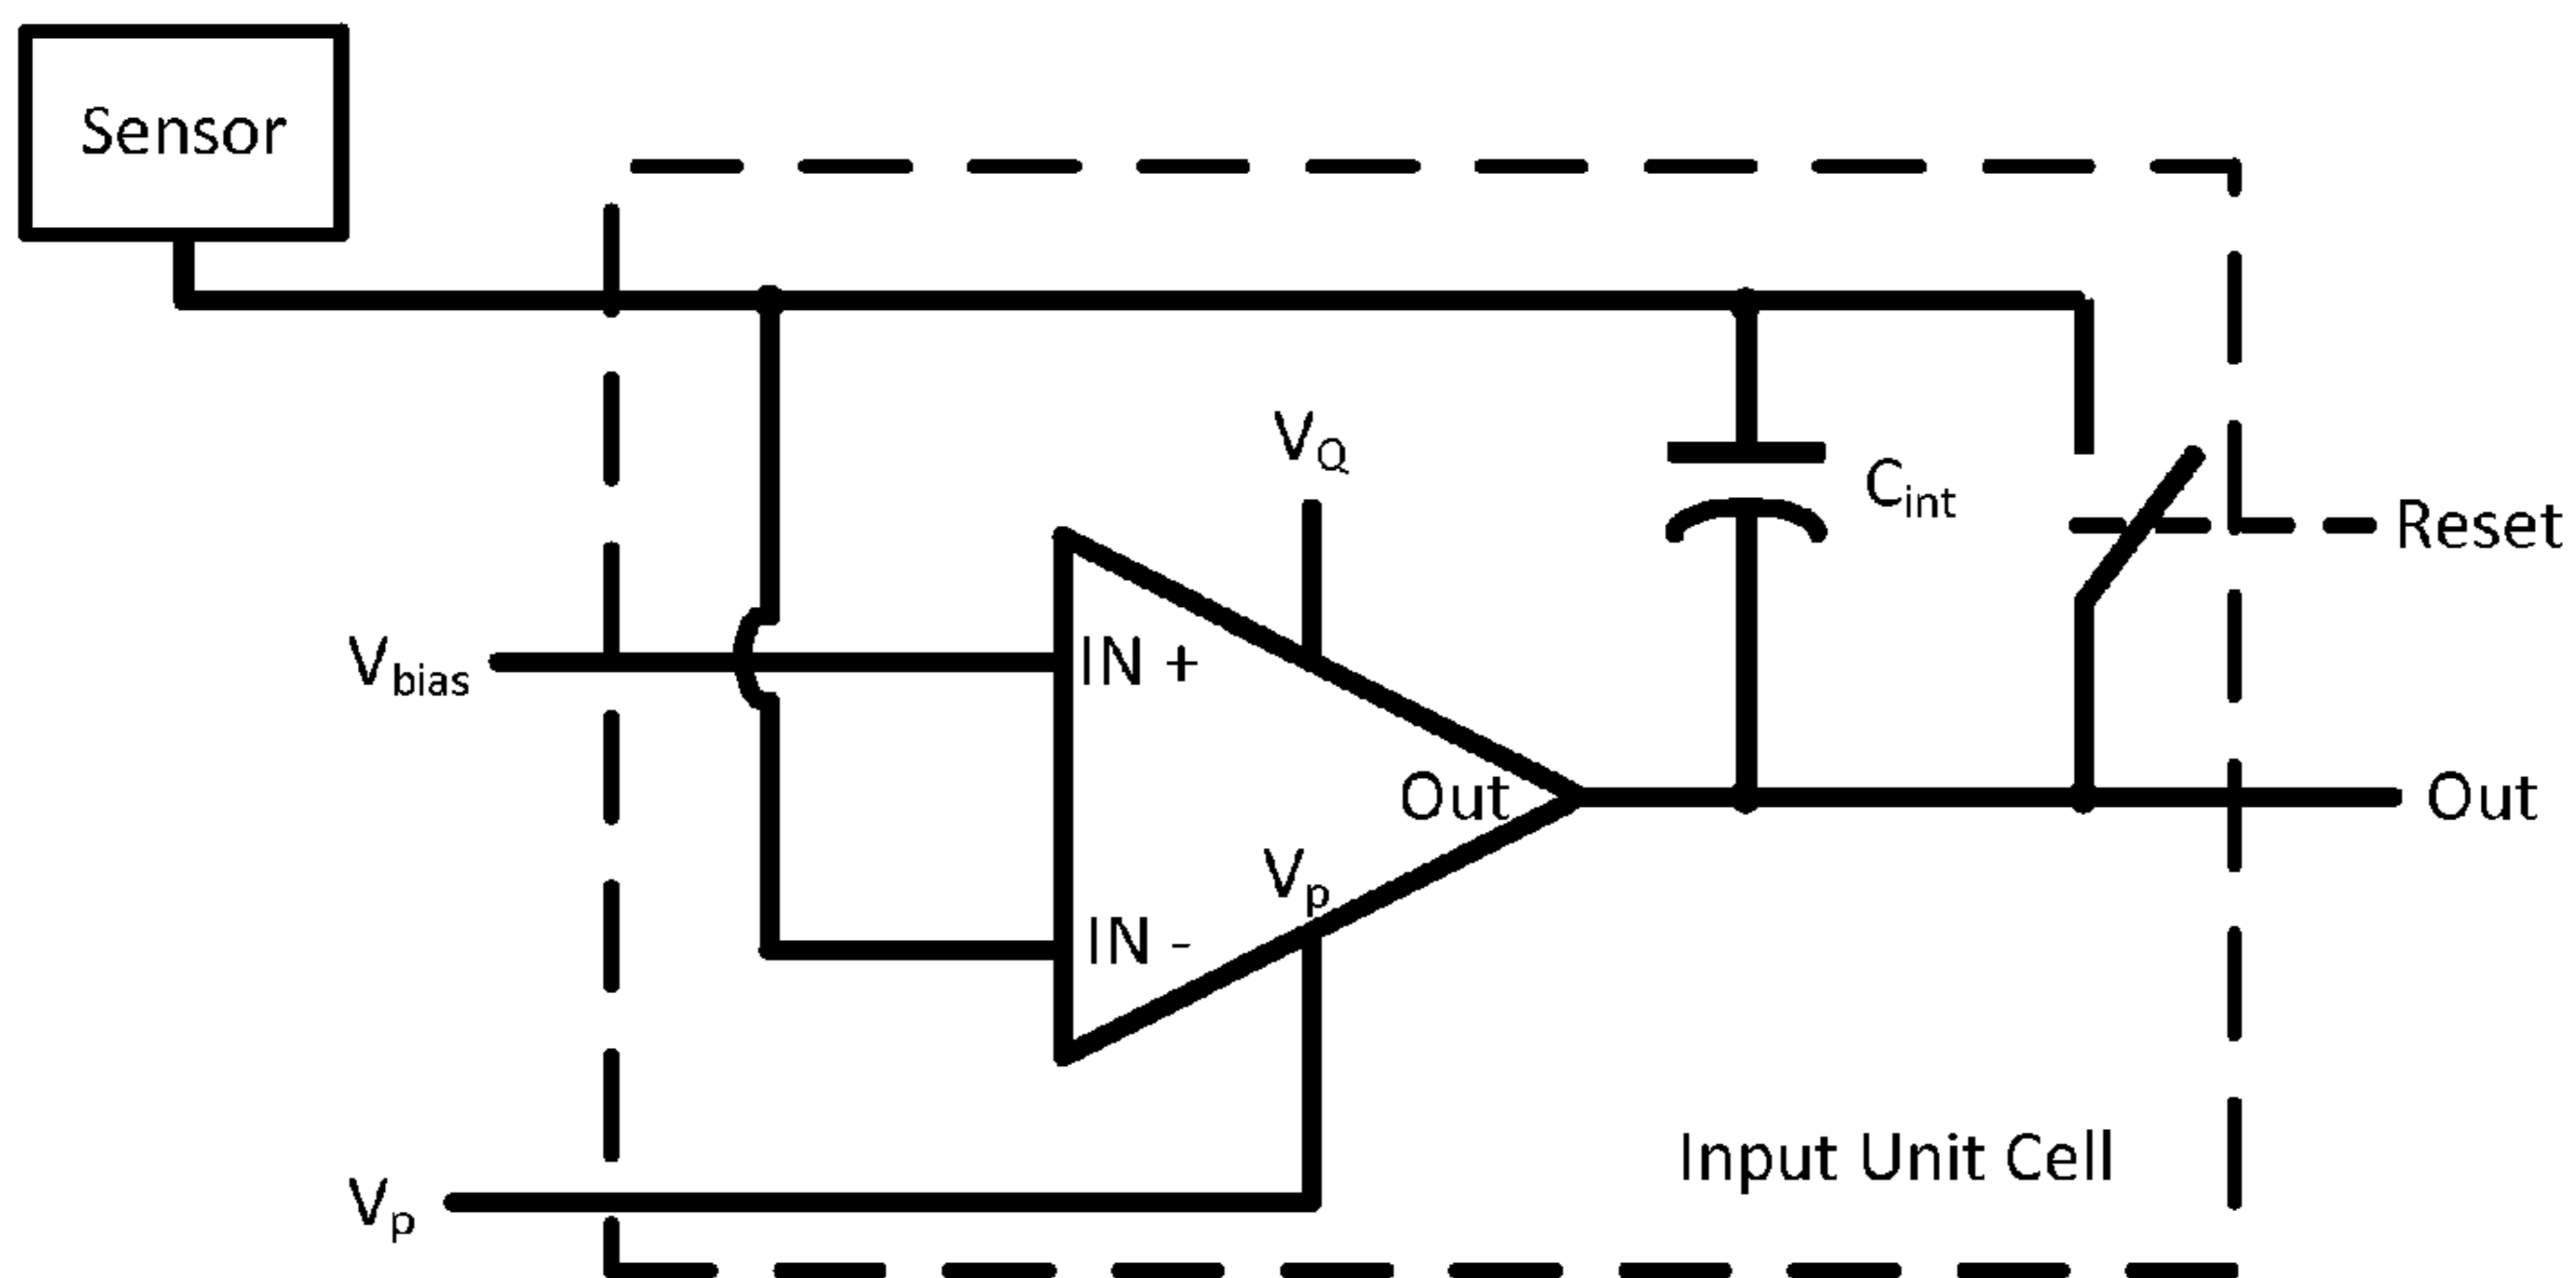 Sensor
VQ
Cint
Reset
Vbias
IN +
Out
Out
Vp
IN -
Input Unit Cell
Vp